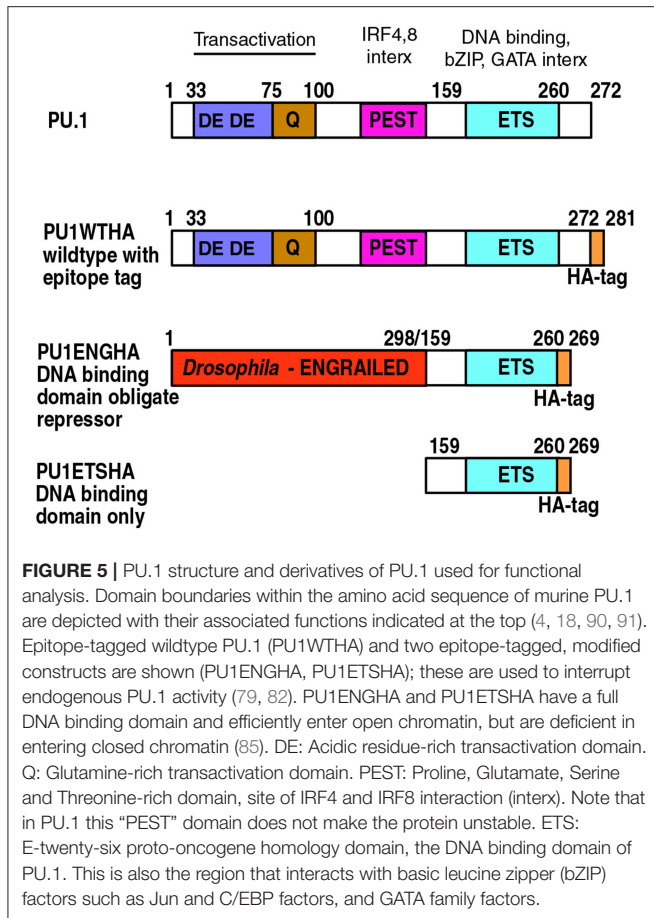 Transactivation
IRF4,8
interx
DNA binding,
bZIP, GATA interx
1 33 75 100 159 260 272
PU.1
DE DE Q PEST ETS
1 33 100 272 281
PU1WTHA
wildtype with
epitope tag
DE DE Q PEST ETS
HA-tag
1 298/159 260 269
PU1ENGHA
DNA binding
domain obligate
repressor
Drosophila - ENGRAILED ETS
HA-tag
159 260 269
PU1ETSHA
DNA binding
domain only
ETS
HA-tag
FIGURE 5 | PU.1 structure and derivatives of PU.1 used for functional
analysis. Domain boundaries within the amino acid sequence of murine PU.1
are depicted with their associated functions indicated at the top (4, 18, 90, 91).
Epitope-tagged wildtype PU.1 (PU1WTHA) and two epitope-tagged, modified
constructs are shown (PU1ENGHA, PU1ETSHA); these are used to interrupt
endogenous PU.1 activity (79, 82). PU1ENGHA and PU1ETSHA have a full
DNA binding domain and efficiently enter open chromatin, but are deficient in
entering closed chromatin (85). DE: Acidic residue-rich transactivation domain.
Q: Glutamine-rich transactivation domain. PEST: Proline, Glutamate, Serine
and Threonine-rich domain, site of IRF4 and IRF8 interaction (interx). Note that
in PU.1 this “PEST” domain does not make the protein unstable. ETS:
E-twenty-six proto-oncogene homology domain, the DNA binding domain of
PU.1. This is also the region that interacts with basic leucine zipper (bZIP)
factors such as Jun and C/EBP factors, and GATA family factors.